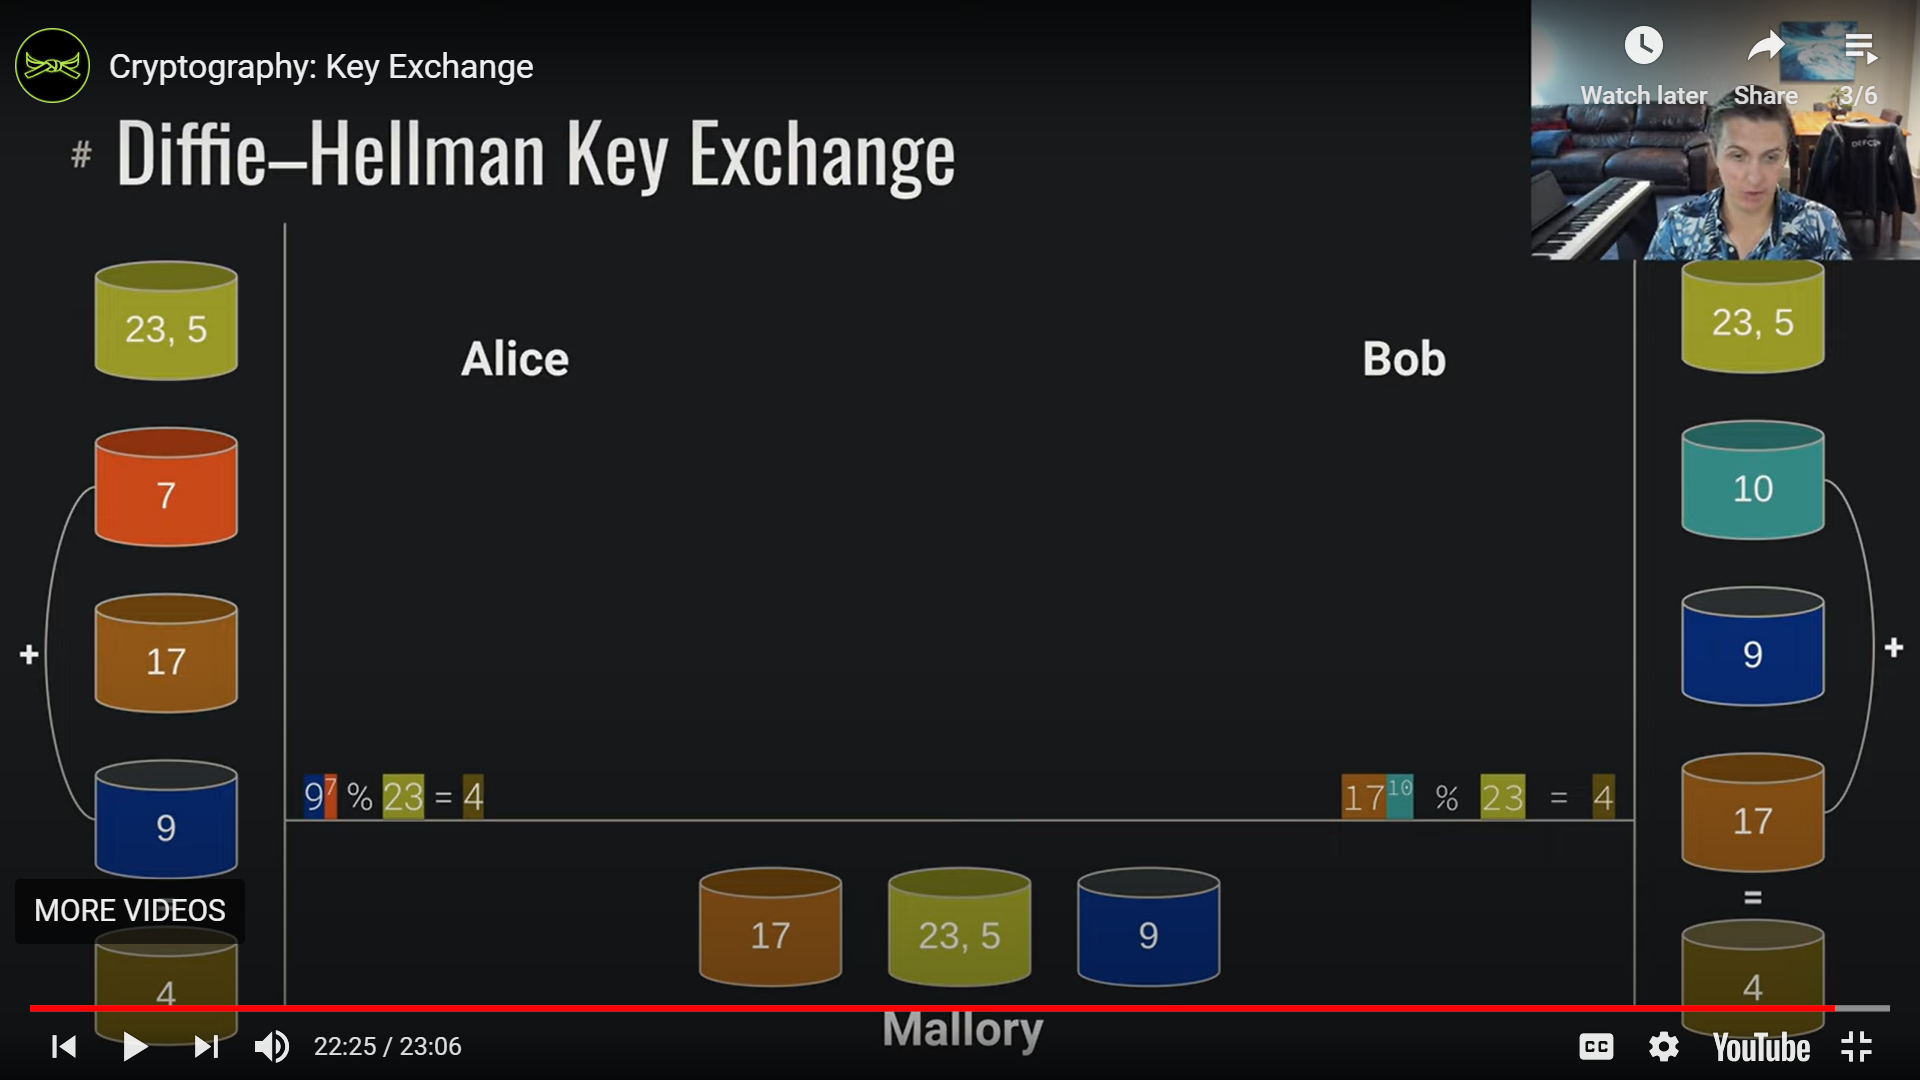 Cryptography: Key Exchange
Watch later Share 3/6
# Diffie–Hellman Key Exchange
DEFCON
23, 5
23, 5
Alice
Bob
7
10
17
9
+
+
9
17
9⁷ % 23 = 4
17¹⁰ % 23 = 4
MORE VIDEOS
=
17
23, 5
9
4
4
Mallory
22:25 / 23:06
CC
YouTube